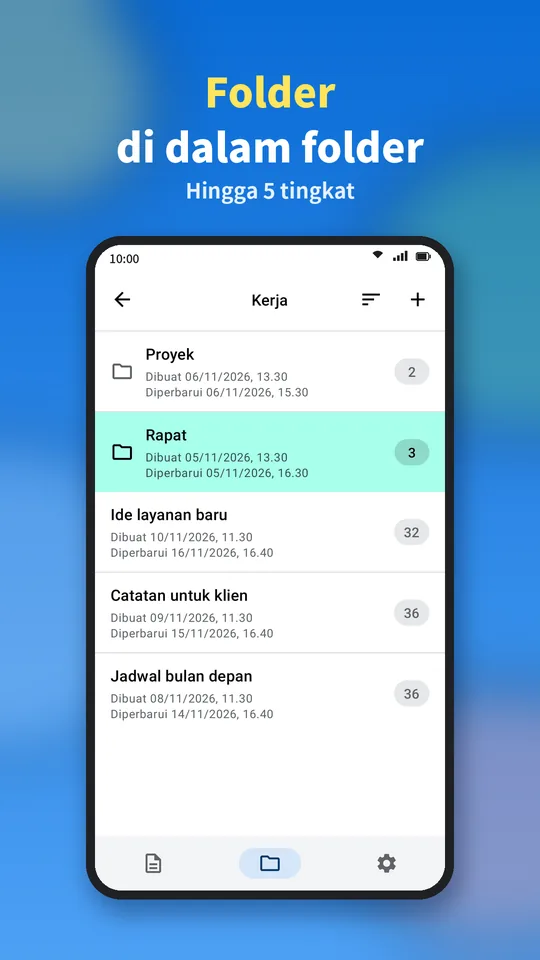 Folder
di dalam folder
Hingga 5 tingkat
10:00
Kerja
Proyek
Dibuat 06/11/2026, 13.30
Diperbarui 06/11/2026, 15.30
2
Rapat
Dibuat 05/11/2026, 13.30
Diperbarui 05/11/2026, 16.30
3
Ide layanan baru
Dibuat 10/11/2026, 11.30
Diperbarui 16/11/2026, 16.40
32
Catatan untuk klien
Dibuat 09/11/2026, 11.30
Diperbarui 15/11/2026, 16.40
36
Jadwal bulan depan
Dibuat 08/11/2026, 11.30
Diperbarui 14/11/2026, 16.40
36